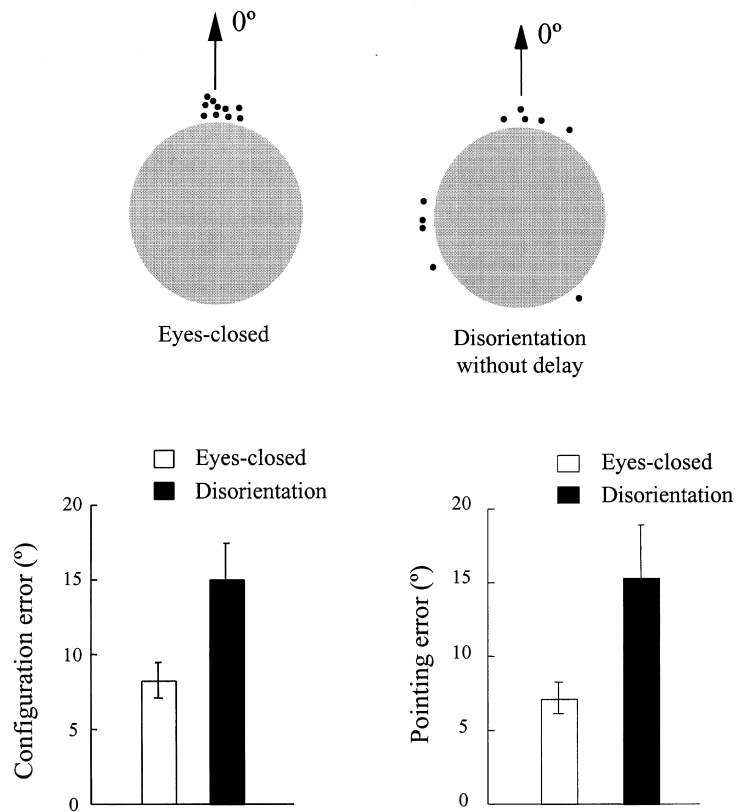 0º
0º
Eyes-closed
Disorientation
without delay
Eyes-closed
Disorientation
Configuration error (º)
20
15
10
5
0
Eyes-closed
Disorientation
Pointing error (º)
20
15
10
5
0